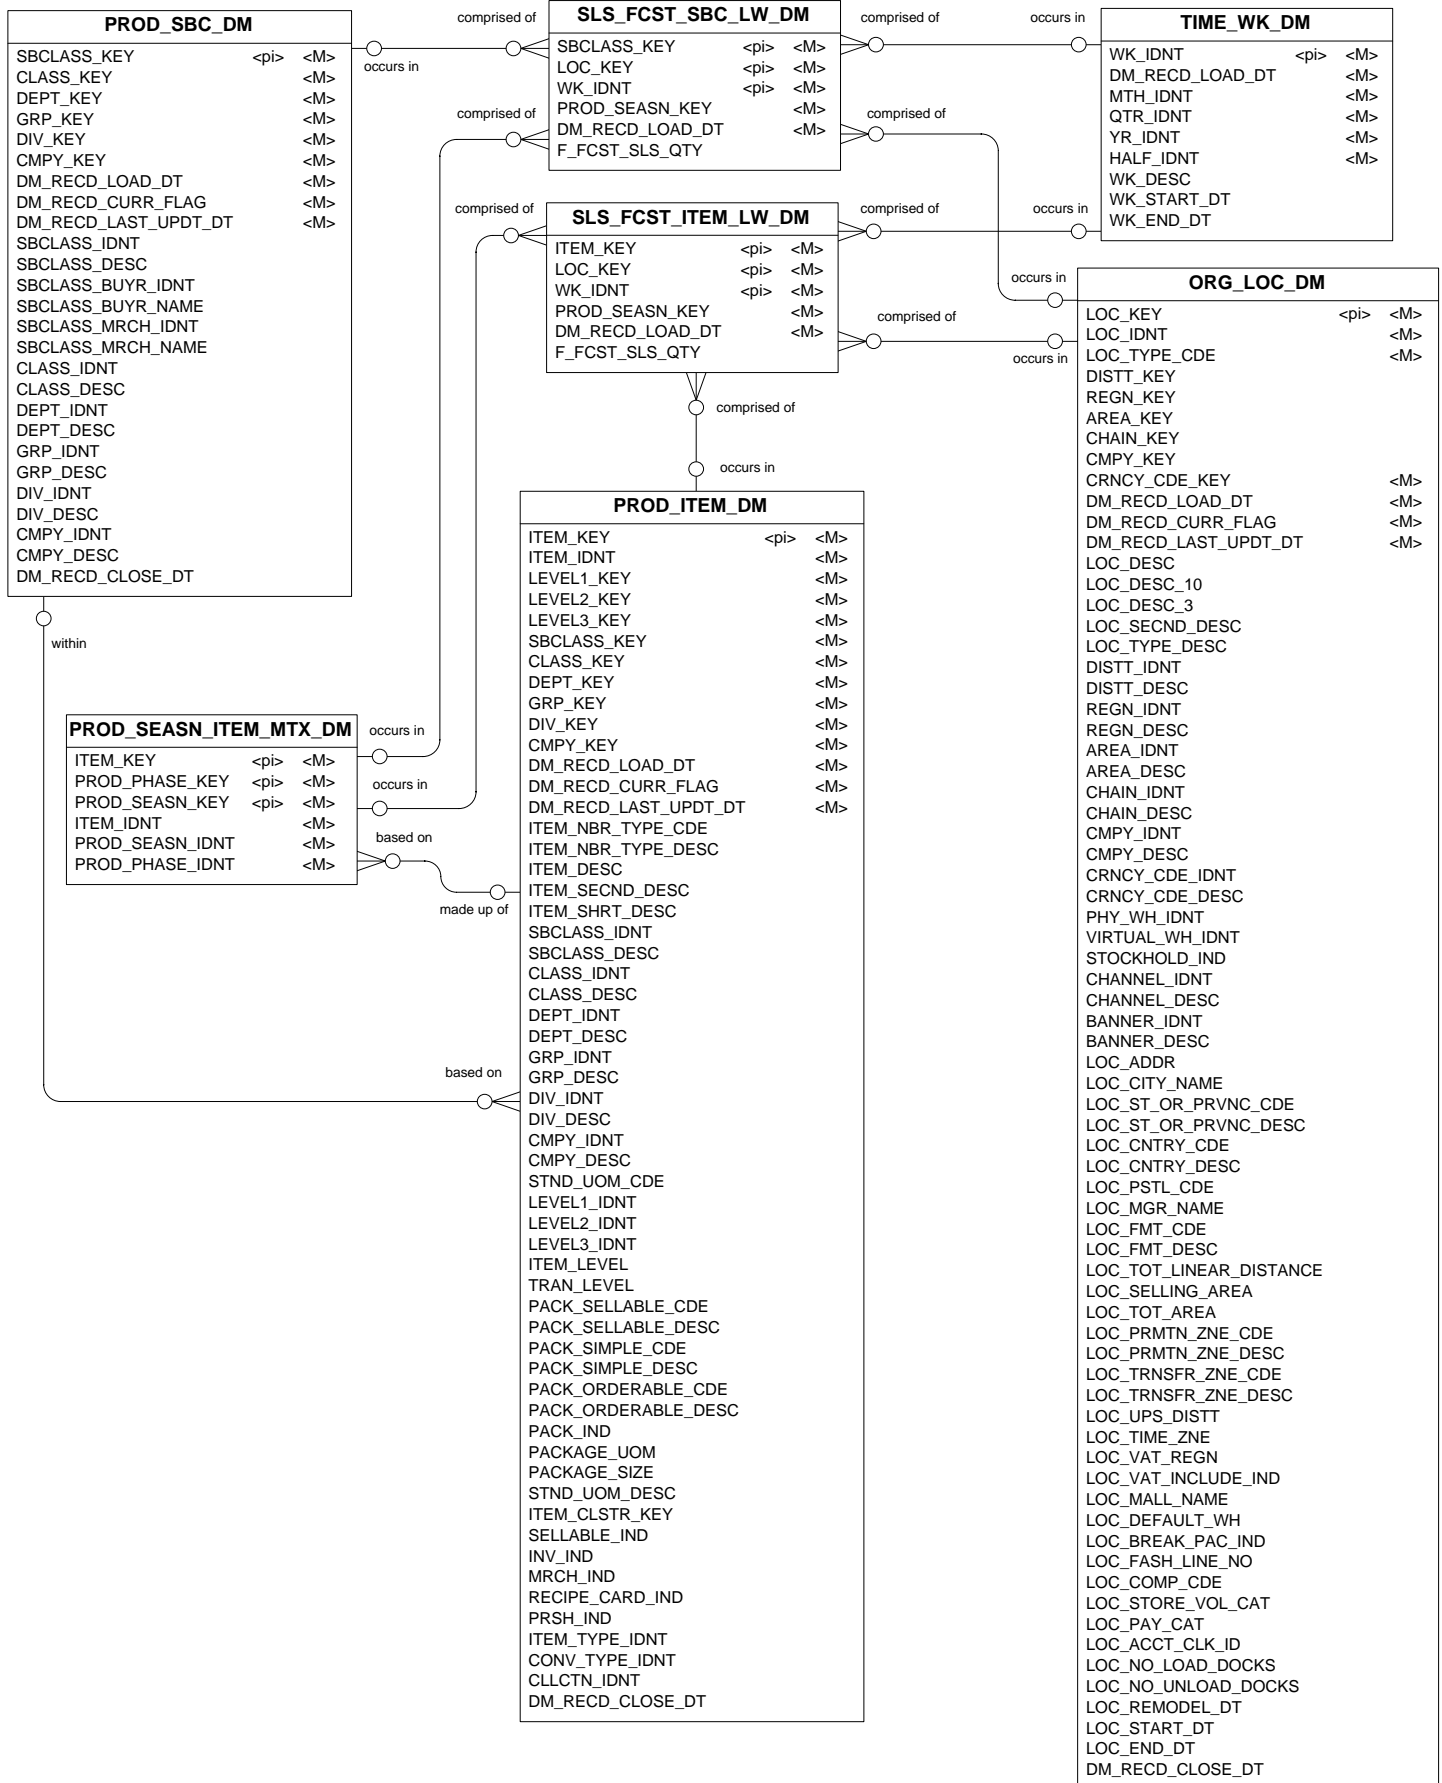 PROD_SBC_DM
SBCLASS_KEY <pi> <M>
CLASS_KEY <M>
DEPT_KEY <M>
GRP_KEY <M>
DIV_KEY <M>
CMPY_KEY <M>
DM_RECD_LOAD_DT <M>
DM_RECD_CURR_FLAG <M>
DM_RECD_LAST_UPDT_DT <M>
SBCLASS_IDNT
SBCLASS_DESC
SBCLASS_BUYR_IDNT
SBCLASS_BUYR_NAME
SBCLASS_MRCH_IDNT
SBCLASS_MRCH_NAME
CLASS_IDNT
CLASS_DESC
DEPT_IDNT
DEPT_DESC
GRP_IDNT
GRP_DESC
DIV_IDNT
DIV_DESC
CMPY_IDNT
CMPY_DESC
DM_RECD_CLOSE_DT
comprised of
occurs in
comprised of
SLS_FCST_SBC_LW_DM
SBCLASS_KEY <pi> <M>
LOC_KEY <pi> <M>
WK_IDNT <pi> <M>
PROD_SEASN_KEY <M>
DM_RECD_LOAD_DT <M>
F_FCST_SLS_QTY
comprised of
occurs in
comprised of
TIME_WK_DM
WK_IDNT <pi> <M>
DM_RECD_LOAD_DT <M>
MTH_IDNT <M>
QTR_IDNT <M>
YR_IDNT <M>
HALF_IDNT <M>
WK_DESC
WK_START_DT
WK_END_DT
comprised of
SLS_FCST_ITEM_LW_DM
ITEM_KEY <pi> <M>
LOC_KEY <pi> <M>
WK_IDNT <pi> <M>
PROD_SEASN_KEY <M>
DM_RECD_LOAD_DT <M>
F_FCST_SLS_QTY
comprised of
occurs in
occurs in
comprised of
occurs in
comprised of
occurs in
ORG_LOC_DM
LOC_KEY <pi> <M>
LOC_IDNT <M>
LOC_TYPE_CDE <M>
DISTT_KEY
REGN_KEY
AREA_KEY
CHAIN_KEY
CMPY_KEY
CRNCY_CDE_KEY <M>
DM_RECD_LOAD_DT <M>
DM_RECD_CURR_FLAG <M>
DM_RECD_LAST_UPDT_DT <M>
LOC_DESC
LOC_DESC_10
LOC_DESC_3
LOC_SECND_DESC
LOC_TYPE_DESC
DISTT_IDNT
DISTT_DESC
REGN_IDNT
REGN_DESC
AREA_IDNT
AREA_DESC
CHAIN_IDNT
CHAIN_DESC
CMPY_IDNT
CMPY_DESC
CRNCY_CDE_IDNT
CRNCY_CDE_DESC
PHY_WH_IDNT
VIRTUAL_WH_IDNT
STOCKHOLD_IND
CHANNEL_IDNT
CHANNEL_DESC
BANNER_IDNT
BANNER_DESC
LOC_ADDR
LOC_CITY_NAME
LOC_ST_OR_PRVNC_CDE
LOC_ST_OR_PRVNC_DESC
LOC_CNTRY_CDE
LOC_CNTRY_DESC
LOC_PSTL_CDE
LOC_MGR_NAME
LOC_FMT_CDE
LOC_FMT_DESC
LOC_TOT_LINEAR_DISTANCE
LOC_SELLING_AREA
LOC_TOT_AREA
LOC_PRMTN_ZNE_CDE
LOC_PRMTN_ZNE_DESC
LOC_TRNSFR_ZNE_CDE
LOC_TRNSFR_ZNE_DESC
LOC_UPS_DISTT
LOC_TIME_ZNE
LOC_VAT_REGN
LOC_VAT_INCLUDE_IND
LOC_MALL_NAME
LOC_DEFAULT_WH
LOC_BREAK_PAC_IND
LOC_FASH_LINE_NO
LOC_COMP_CDE
LOC_STORE_VOL_CAT
LOC_PAY_CAT
LOC_ACCT_CLK_ID
LOC_NO_LOAD_DOCKS
LOC_NO_UNLOAD_DOCKS
LOC_REMODEL_DT
LOC_START_DT
LOC_END_DT
DM_RECD_CLOSE_DT
PROD_ITEM_DM
ITEM_KEY <pi> <M>
ITEM_IDNT <M>
LEVEL1_KEY <M>
LEVEL2_KEY <M>
LEVEL3_KEY <M>
SBCLASS_KEY <M>
CLASS_KEY <M>
DEPT_KEY <M>
GRP_KEY <M>
DIV_KEY <M>
CMPY_KEY <M>
DM_RECD_LOAD_DT <M>
DM_RECD_CURR_FLAG <M>
DM_RECD_LAST_UPDT_DT <M>
ITEM_NBR_TYPE_CDE
ITEM_NBR_TYPE_DESC
ITEM_DESC
ITEM_SECND_DESC
ITEM_SHRT_DESC
SBCLASS_IDNT
SBCLASS_DESC
CLASS_IDNT
CLASS_DESC
DEPT_IDNT
DEPT_DESC
GRP_IDNT
GRP_DESC
DIV_IDNT
DIV_DESC
CMPY_IDNT
CMPY_DESC
STND_UOM_CDE
LEVEL1_IDNT
LEVEL2_IDNT
LEVEL3_IDNT
ITEM_LEVEL
TRAN_LEVEL
PACK_SELLABLE_CDE
PACK_SELLABLE_DESC
PACK_SIMPLE_CDE
PACK_SIMPLE_DESC
PACK_ORDERABLE_CDE
PACK_ORDERABLE_DESC
PACK_IND
PACKAGE_UOM
PACKAGE_SIZE
STND_UOM_DESC
ITEM_CLSTR_KEY
SELLABLE_IND
INV_IND
MRCH_IND
RECIPE_CARD_IND
PRSH_IND
ITEM_TYPE_IDNT
CONV_TYPE_IDNT
CLLCTN_IDNT
DM_RECD_CLOSE_DT
within
PROD_SEASN_ITEM_MTX_DM
ITEM_KEY <pi> <M>
PROD_PHASE_KEY <pi> <M>
PROD_SEASN_KEY <pi> <M>
ITEM_IDNT <M>
PROD_SEASN_IDNT <M>
PROD_PHASE_IDNT <M>
occurs in
occurs in
based on
made up of
based on